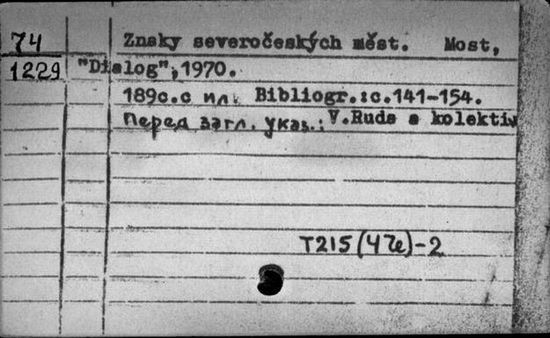 74 Znaky severočeských měst. Most,
1229 "Dialog", 1970.
189с.с ил. Bibliogr.:с.141-154.
Перед загл. указ.: V.Ruda a kolektiv
T215(4Че)-2